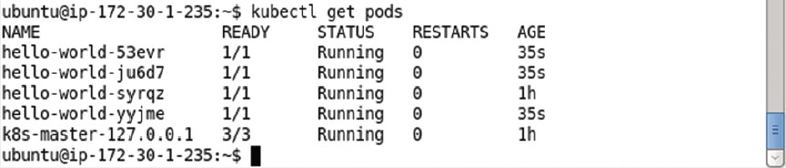 ubuntu@ip-172-30-1-235:~$ kubectl get pods
NAME READY STATUS RESTARTS AGE
hello-world-53evr 1/1 Running 0 35s
hello-world-ju6d7 1/1 Running 0 35s
hello-world-syrqz 1/1 Running 0 1h
hello-world-yyjme 1/1 Running 0 35s
k8s-master-127.0.0.1 3/3 Running 0 1h
ubuntu@ip-172-30-1-235:~$